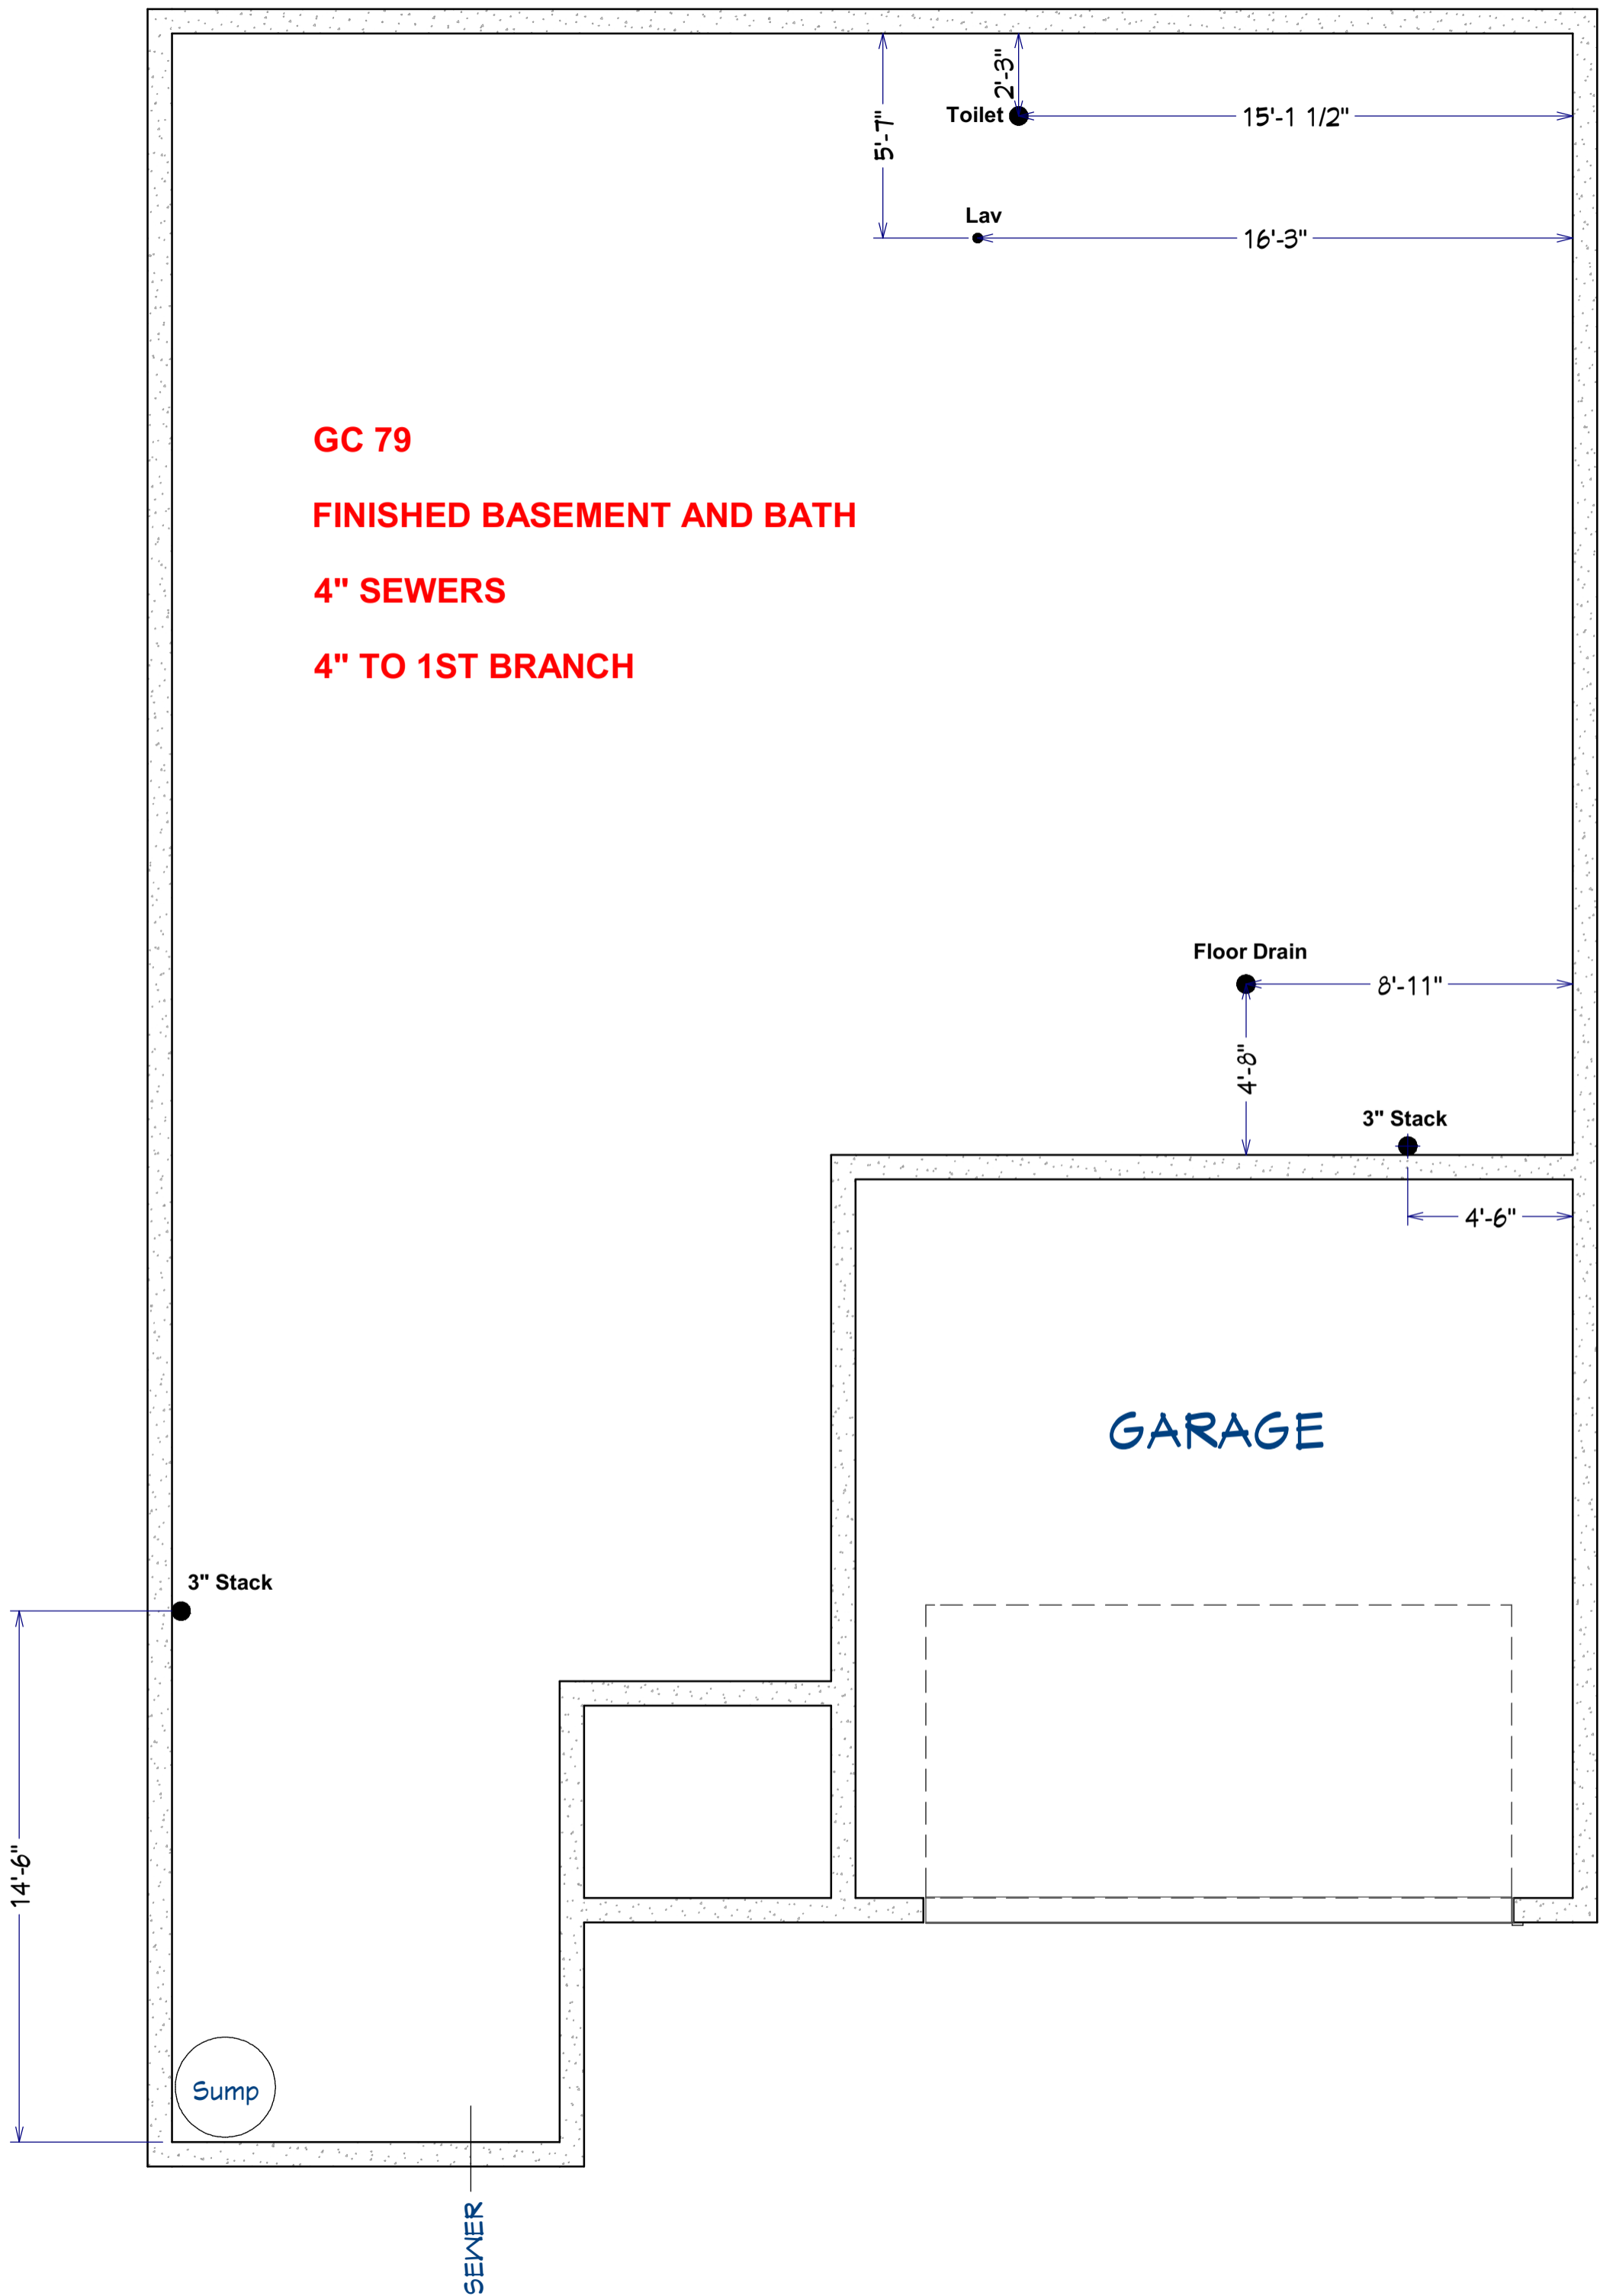 2'-3"
Toilet
15'-1 1/2"
5'-7"
Lav
16'-3"
GC 79
FINISHED BASEMENT AND BATH
4" SEWERS
4" TO 1ST BRANCH
Floor Drain
8'-11"
4'-8"
3" Stack
4'-6"
GARAGE
3" Stack
14'-6"
Sump
SEWER